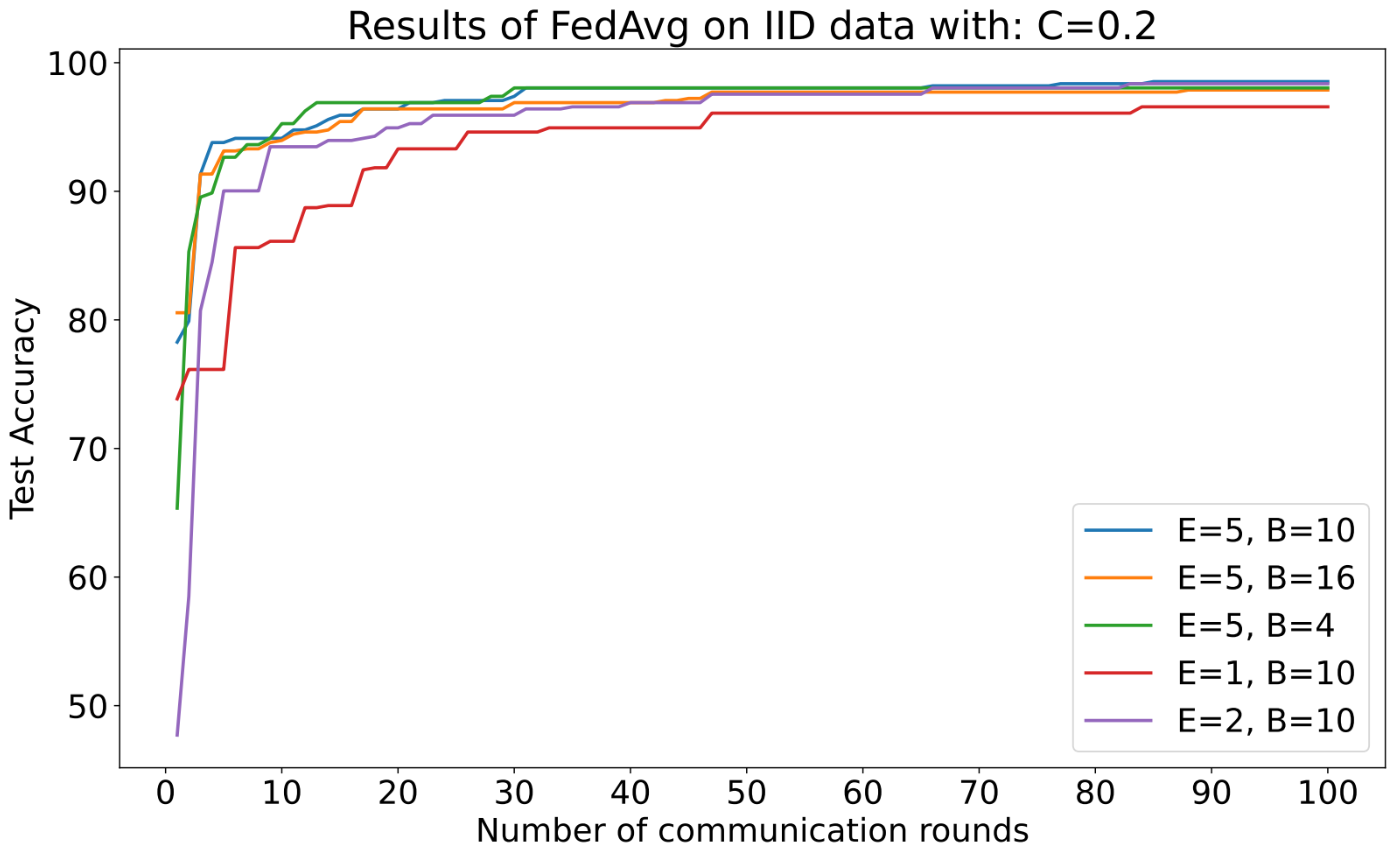 Results of FedAvg on IID data with: C=0.2
100
90
80
70
60
50
Test Accuracy
E=5, B=10
E=5, B=16
E=5, B=4
E=1, B=10
E=2, B=10
0 10 20 30 40 50 60 70 80 90 100
Number of communication rounds